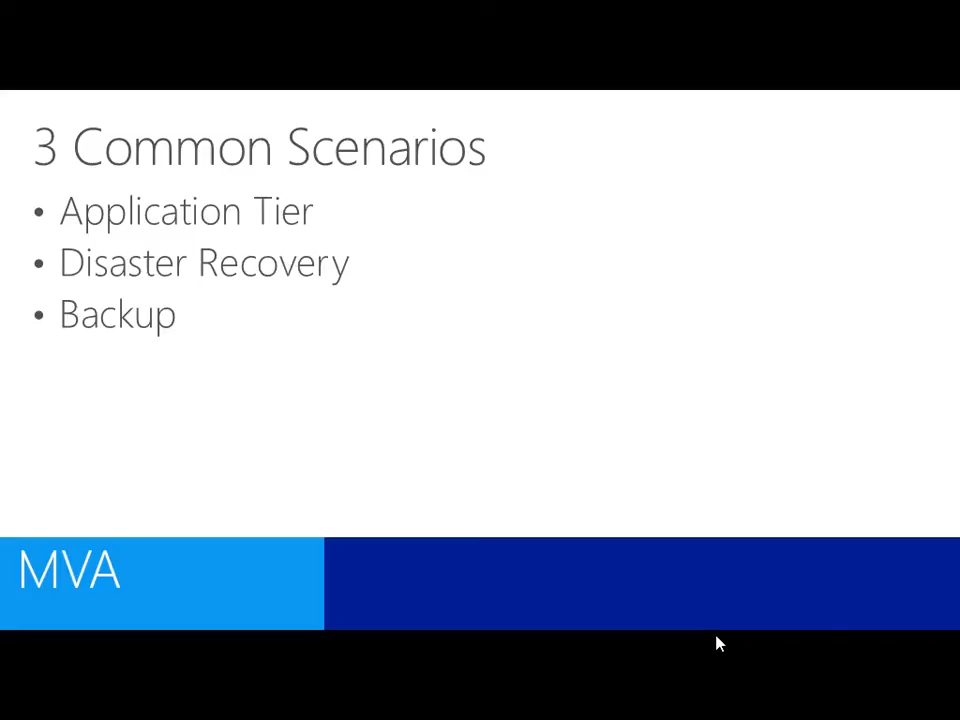 3 Common Scenarios
• Application Tier
• Disaster Recovery
• Backup
MVA